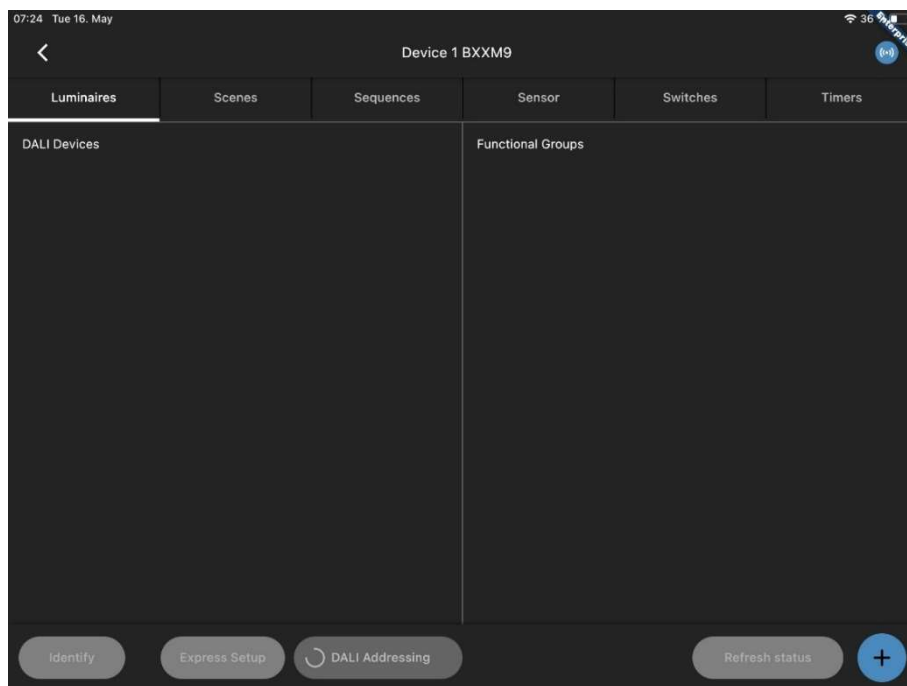 07:24 Tue 16. May
36
Device 1 BXXM9
Luminaires Scenes Sequences Sensor Switches Timers
DALI Devices Functional Groups
Identify Express Setup DALI Addressing Refresh status +